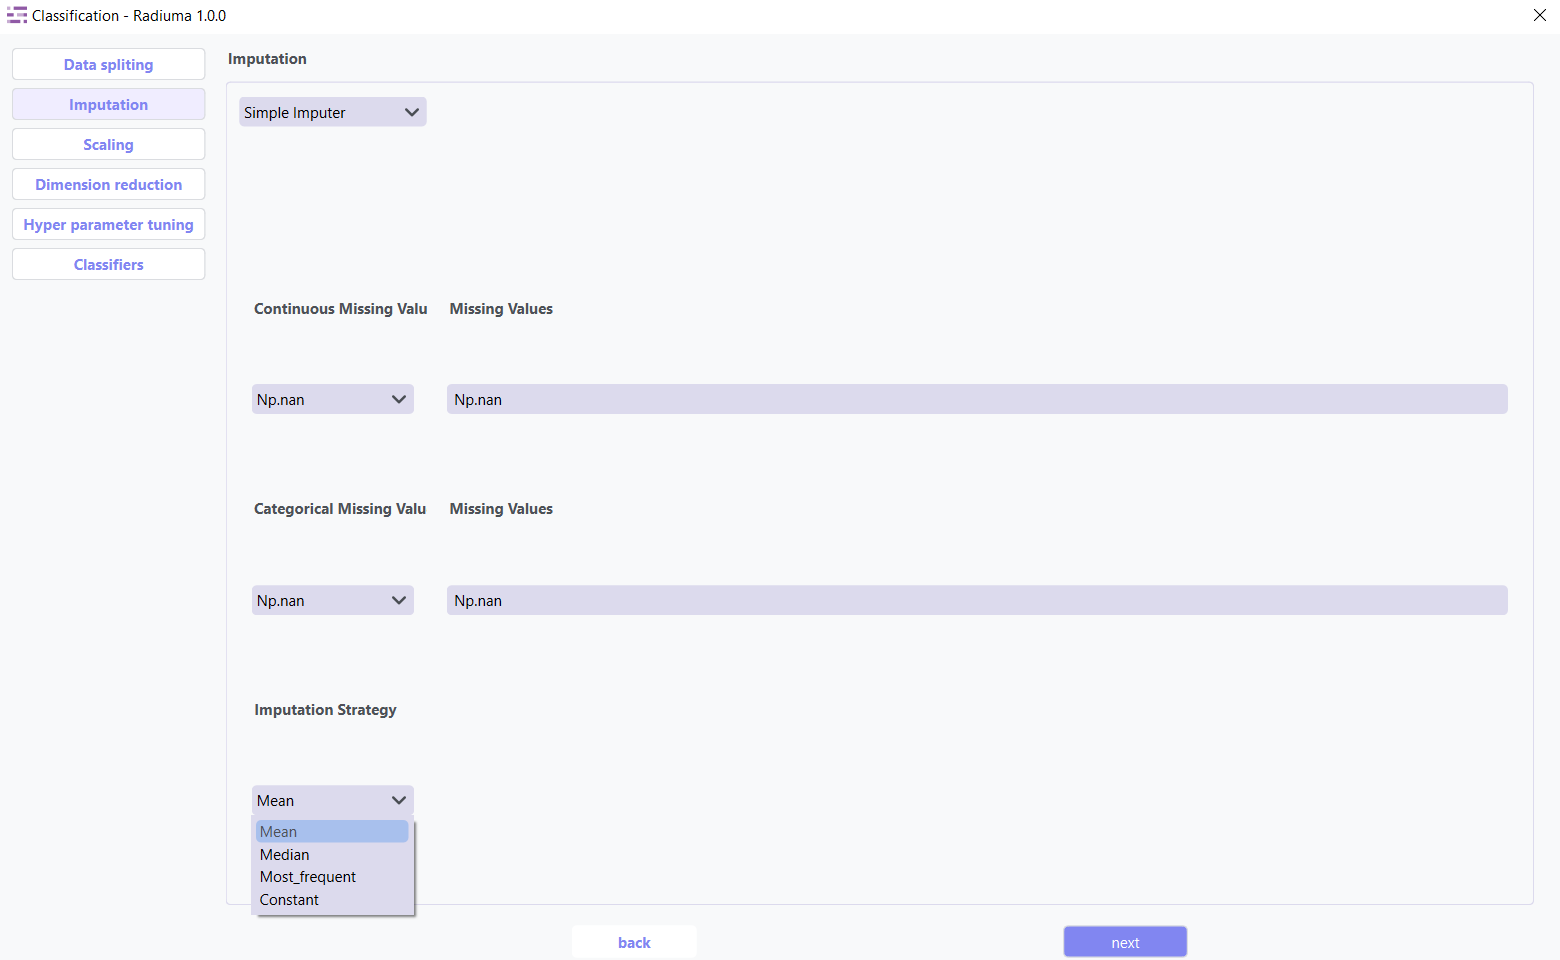 Classification - Radiuma 1.0.0
Data spliting
Imputation
Scaling
Dimension reduction
Hyper parameter tuning
Classifiers
Imputation
Simple Imputer
Continuous Missing Valu Missing Values
Np.nan Np.nan
Categorical Missing Valu Missing Values
Np.nan Np.nan
Imputation Strategy
Mean
Mean
Median
Most_frequent
Constant
back next